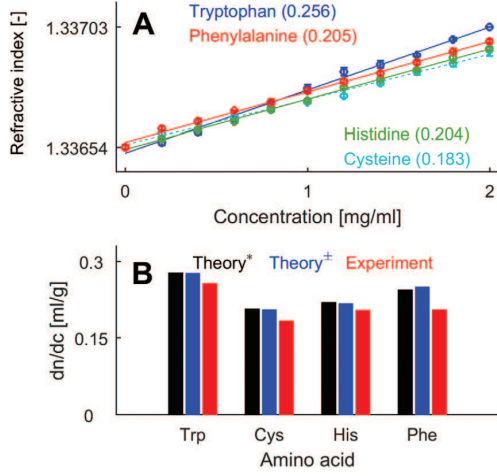 A
Tryptophan (0.256)
Phenylalanine (0.205)
1.33703
Refractive index [-]
1.33654
Histidine (0.204)
Cysteine (0.183)
0 1 2
Concentration [mg/ml]
B
Theory* Theory± Experiment
0.3
dn/dc [ml/g]
0.15
0
Trp Cys His Phe
Amino acid